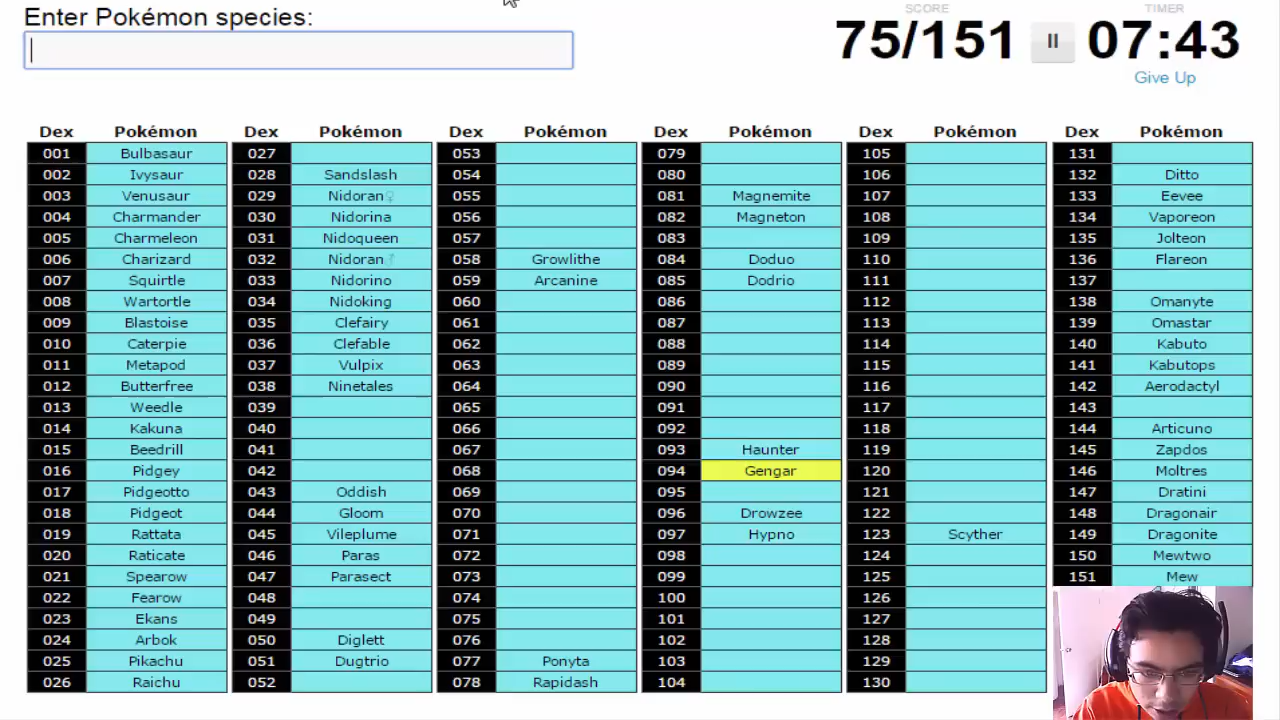 Enter Pokémon species:
SCORE
75/151
TIMER
07:43
Give Up
Dex Pokémon Dex Pokémon Dex Pokémon Dex Pokémon Dex Pokémon Dex Pokémon
001 Bulbasaur 027 053 079 105 131
002 Ivysaur 028 Sandslash 054 080 106 132 Ditto
003 Venusaur 029 Nidoran♀ 055 081 Magnemite 107 133 Eevee
004 Charmander 030 Nidorina 056 082 Magneton 108 134 Vaporeon
005 Charmeleon 031 Nidoqueen 057 083 109 135 Jolteon
006 Charizard 032 Nidoran♂ 058 Growlithe 084 Doduo 110 136 Flareon
007 Squirtle 033 Nidorino 059 Arcanine 085 Dodrio 111 137
008 Wartortle 034 Nidoking 060 086 112 138 Omanyte
009 Blastoise 035 Clefairy 061 087 113 139 Omastar
010 Caterpie 036 Clefable 062 088 114 140 Kabuto
011 Metapod 037 Vulpix 063 089 115 141 Kabutops
012 Butterfree 038 Ninetales 064 090 116 142 Aerodactyl
013 Weedle 039 065 091 117 143
014 Kakuna 040 066 092 118 144 Articuno
015 Beedrill 041 067 093 Haunter 119 145 Zapdos
016 Pidgey 042 068 094 Gengar 120 146 Moltres
017 Pidgeotto 043 Oddish 069 095 121 147 Dratini
018 Pidgeot 044 Gloom 070 096 Drowzee 122 148 Dragonair
019 Rattata 045 Vileplume 071 097 Hypno 123 Scyther 149 Dragonite
020 Raticate 046 Paras 072 098 124 150 Mewtwo
021 Spearow 047 Parasect 073 099 125 151 Mew
022 Fearow 048 074 100 126
023 Ekans 049 075 101 127
024 Arbok 050 Diglett 076 102 128
025 Pikachu 051 Dugtrio 077 Ponyta 103 129
026 Raichu 052 078 Rapidash 104 130